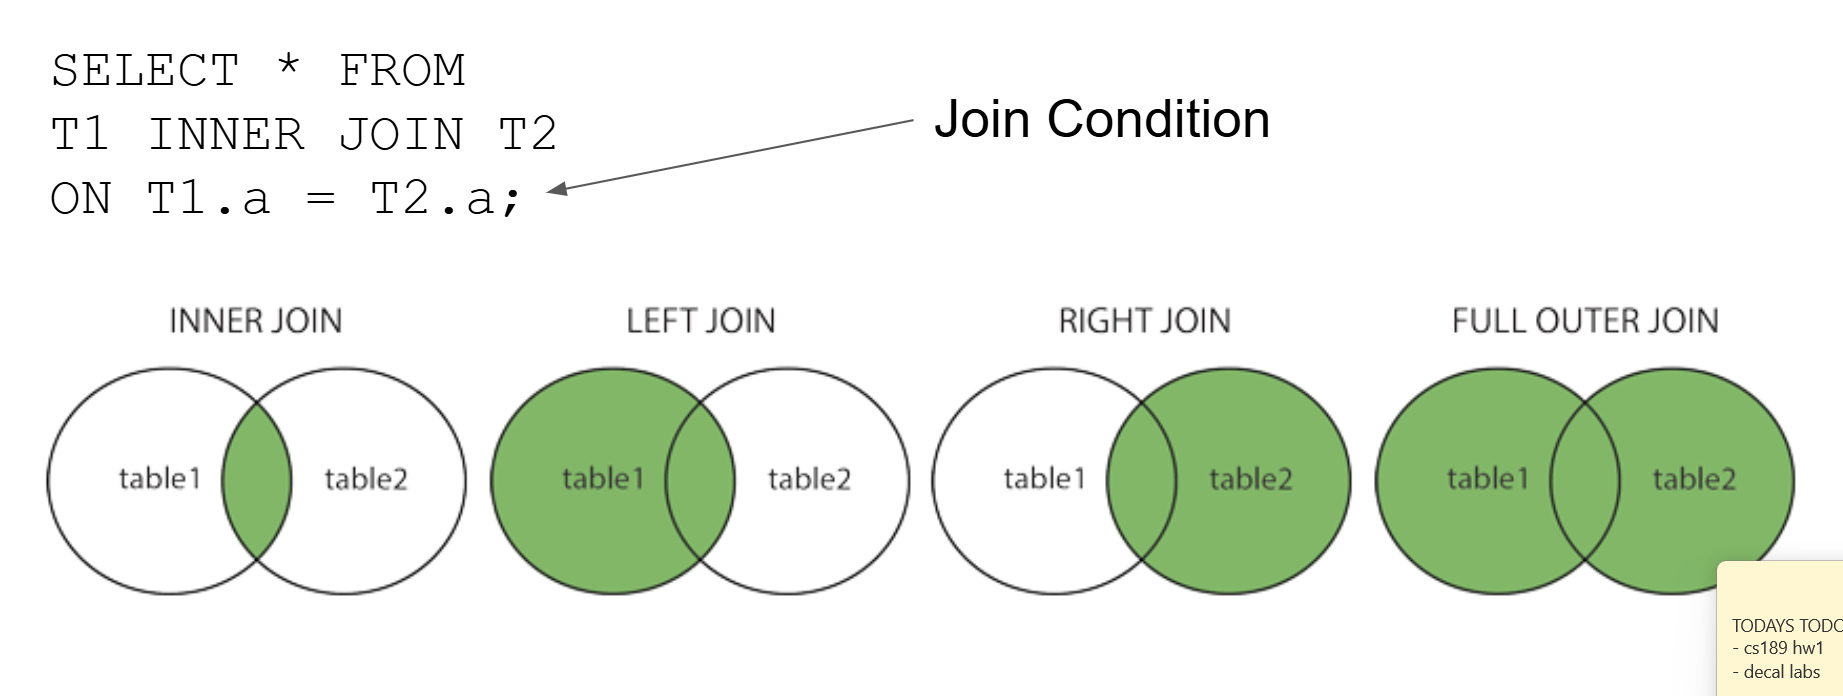 SELECT * FROM
T1 INNER JOIN T2
ON T1.a = T2.a;
Join Condition
INNER JOIN
table1
table2
LEFT JOIN
table1
table2
RIGHT JOIN
table1
table2
FULL OUTER JOIN
table1
table2
TODAYS TODO
- cs189 hw1
- decal labs